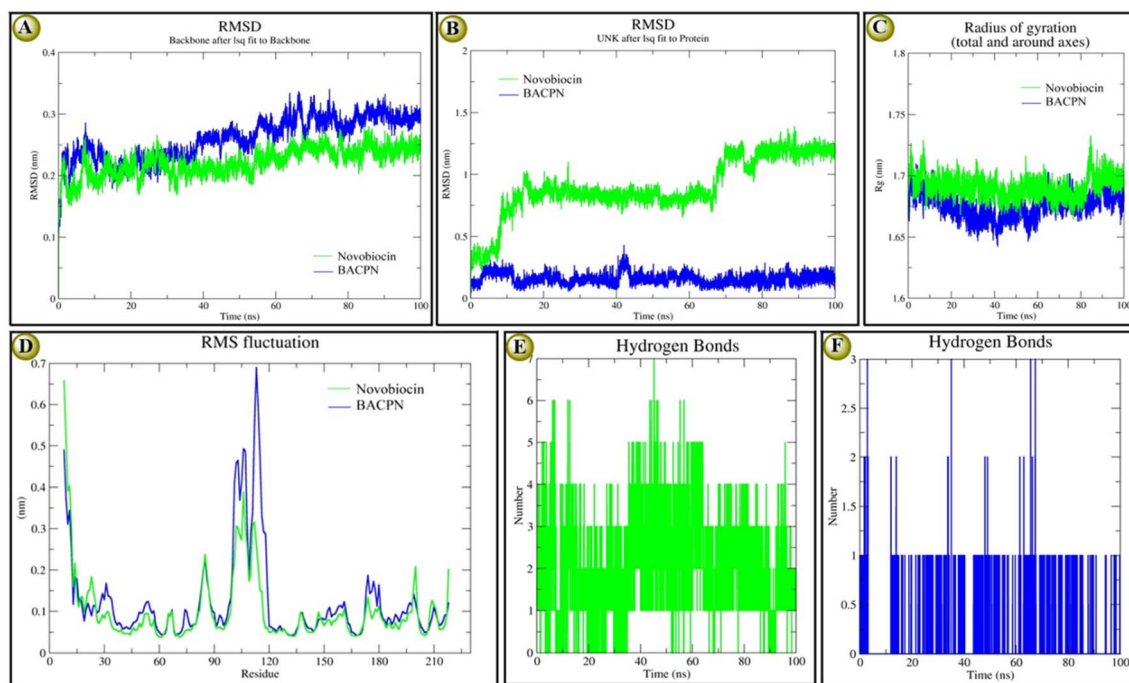 A
RMSD
Backbone after lsq fit to Backbone
0.4
0.3
0.2
0.1
0
RMSD (nm)
Novobiocin
BACPN
0 20 40 60 80 100
Time (ns)
B
RMSD
UNK after lsq fit to Protein
2
1.5
1
0.5
0
RMSD (nm)
Novobiocin
BACPN
0 20 40 60 80 100
Time (ns)
C
Radius of gyration
(total and around axes)
1.8
1.75
1.7
1.65
1.6
Rg (nm)
Novobiocin
BACPN
0 20 40 60 80 100
Time (ns)
D
RMS fluctuation
0.7
0.6
0.5
0.4
0.3
0.2
0.1
0
(nm)
Novobiocin
BACPN
0 30 60 90 120 150 180 210
Residue
E
Hydrogen Bonds
7
6
5
4
3
2
1
0
Number
0 20 40 60 80 100
Time (ns)
F
Hydrogen Bonds
3
2.5
2
1.5
1
0.5
0
Number
0 20 40 60 80 100
Time (ns)